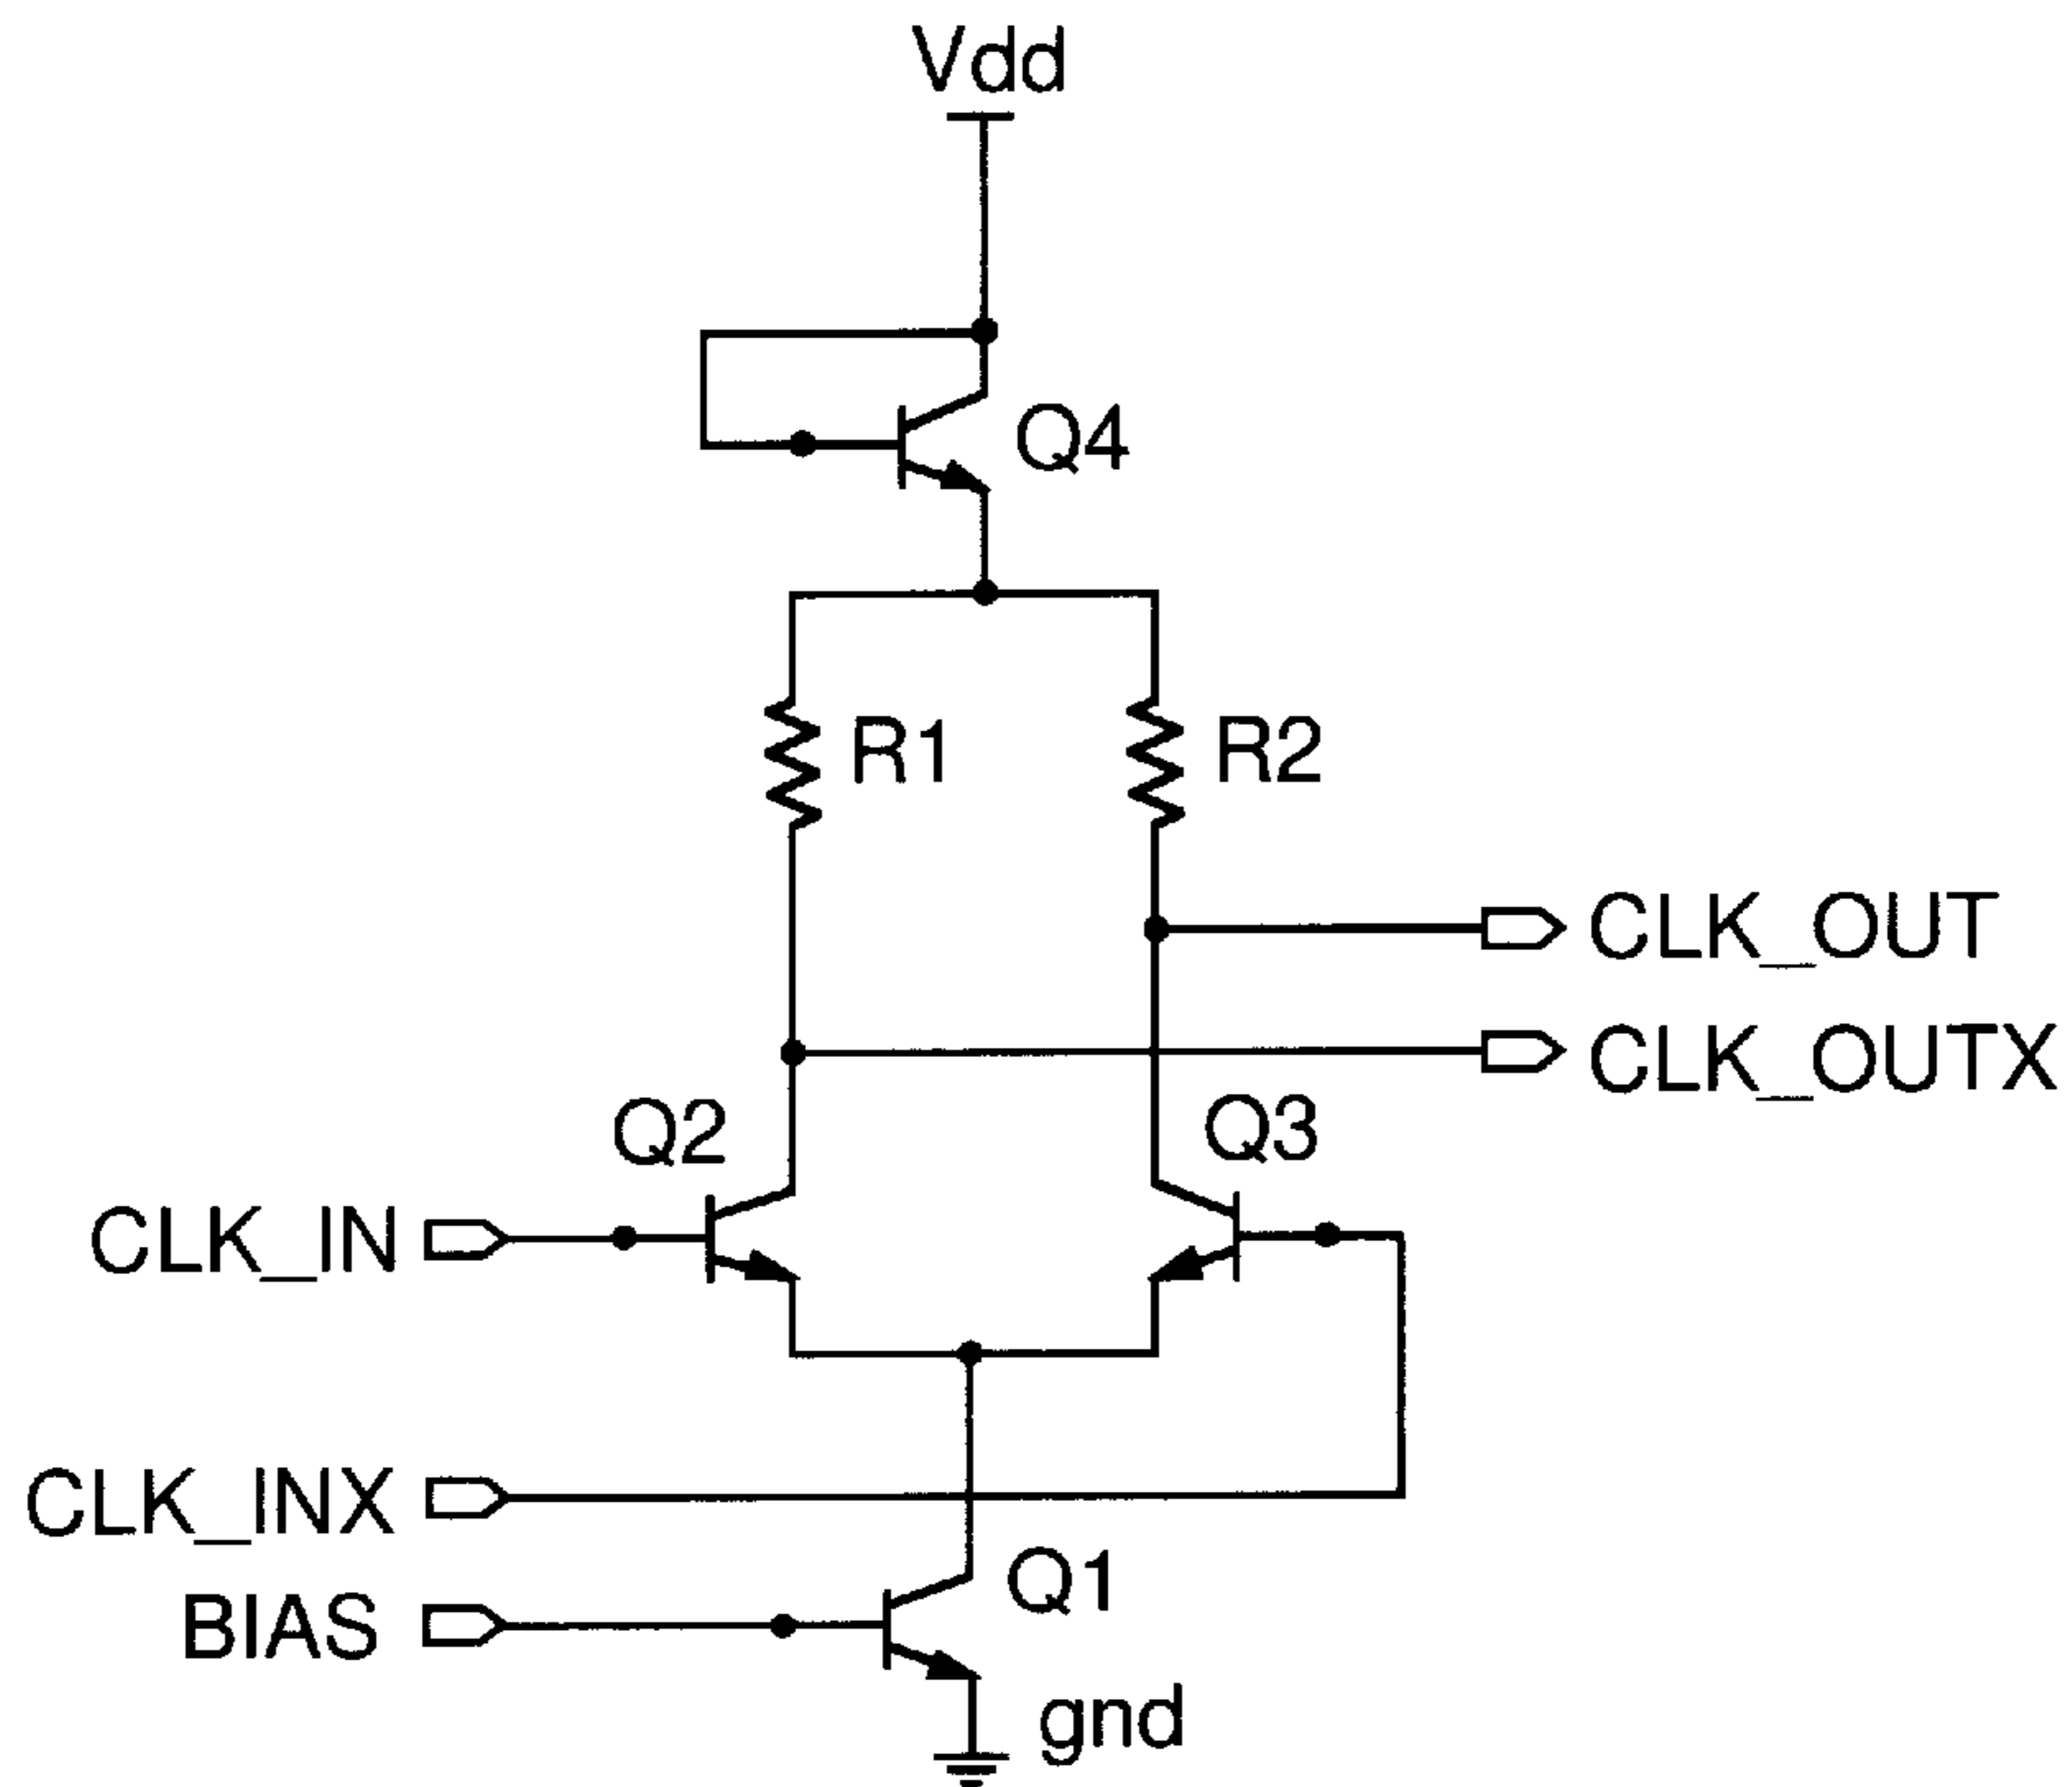 Vdd
Q4
R1
R2
CLK_OUT
CLK_OUTX
Q2
Q3
CLK_IN
CLK_INX
Q1
BIAS
gnd